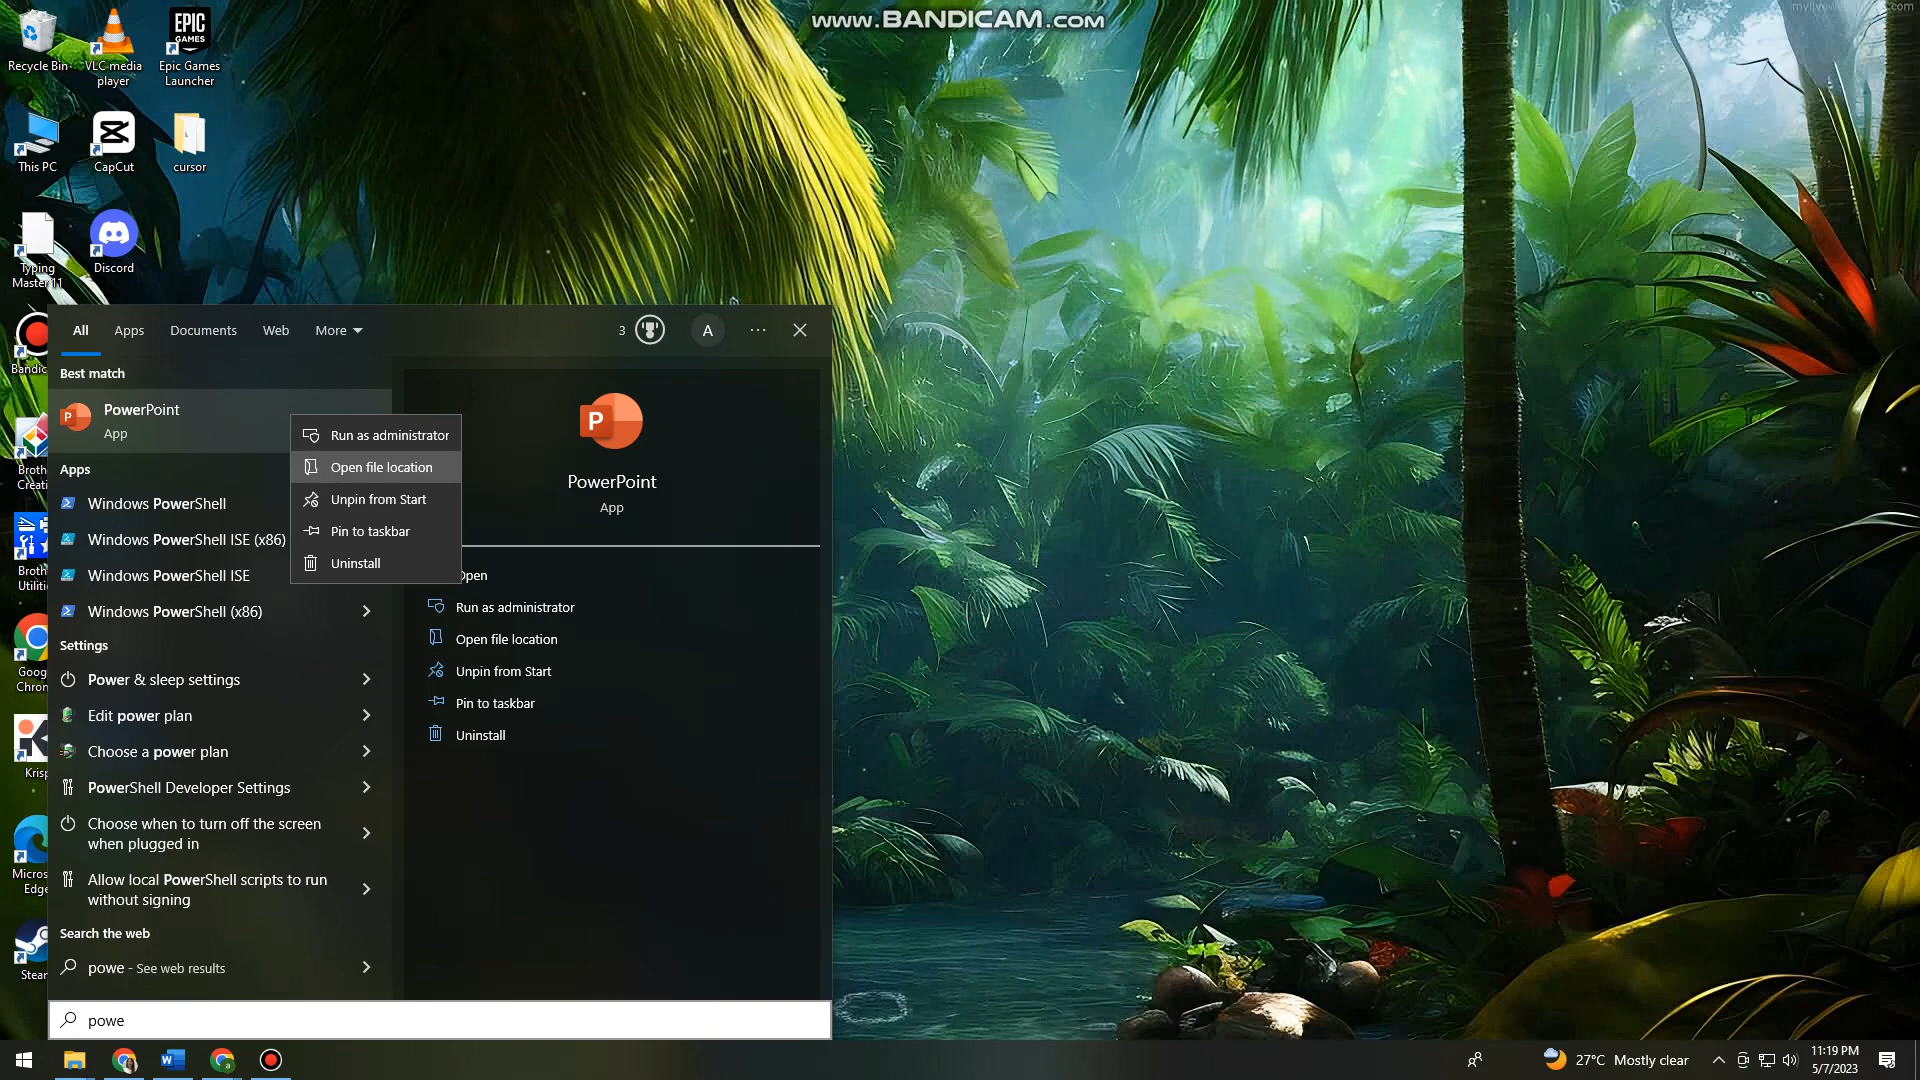 www.BANDICAM.com
Recycle Bin
VLC media
player
EPIC
GAMES
Epic Games
Launcher
This PC
CapCut
cursor
Typing
Master 11
Discord
All
Apps
Documents
Web
More
3
A
Best match
PowerPoint
App
Apps
Windows PowerShell
Windows PowerShell ISE (x86)
Windows PowerShell ISE
Windows PowerShell (x86)
Settings
Power & sleep settings
Edit power plan
Choose a power plan
PowerShell Developer Settings
Choose when to turn off the screen
when plugged in
Allow local PowerShell scripts to run
without signing
Search the web
powe - See web results
powe
Run as administrator
Open file location
Unpin from Start
Pin to taskbar
Uninstall
P
PowerPoint
App
Open
Run as administrator
Open file location
Unpin from Start
Pin to taskbar
Uninstall
Krisp
Edge
27°C Mostly clear
11:19 PM
5/7/2023